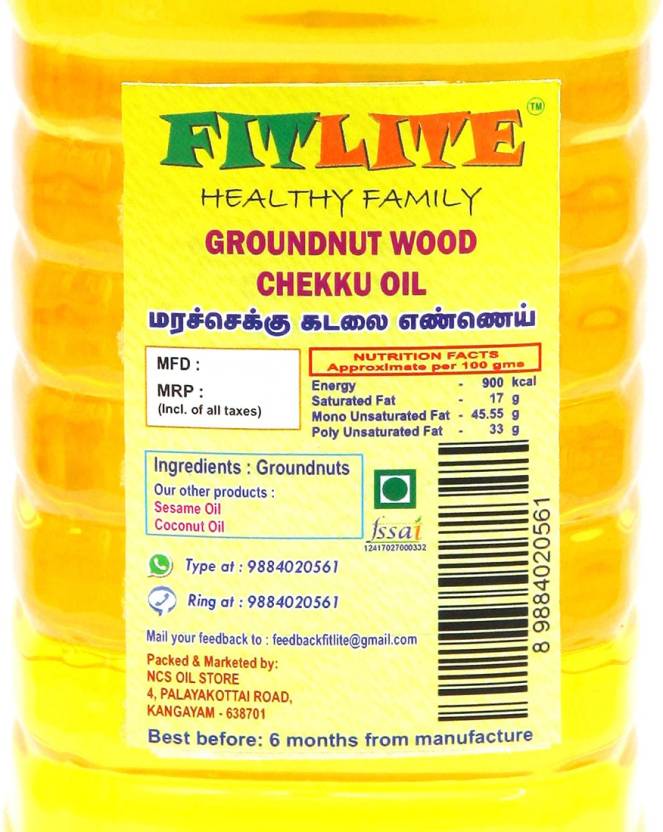 FITLITE TM
HEALTHY FAMILY
GROUNDNUT WOOD
CHEKKU OIL
மரச்செக்கு கடலை எண்ணெய்
MFD :
MRP :
(Incl. of all taxes)
NUTRITION FACTS
Approximate per 100 gms
Energy - 900 kcal
Saturated Fat - 17 g
Mono Unsaturated Fat - 45.55 g
Poly Unsaturated Fat - 33 g
Ingredients : Groundnuts
Our other products :
Sesame Oil
Coconut Oil
fssai
12417027000332
Type at : 9884020561
Ring at : 9884020561
Mail your feedback to : feedbackfitlite@gmail.com
Packed & Marketed by:
NCS OIL STORE
4, PALAYAKOTTAI ROAD,
KANGAYAM - 638701
8 9884020561
Best before: 6 months from manufacture